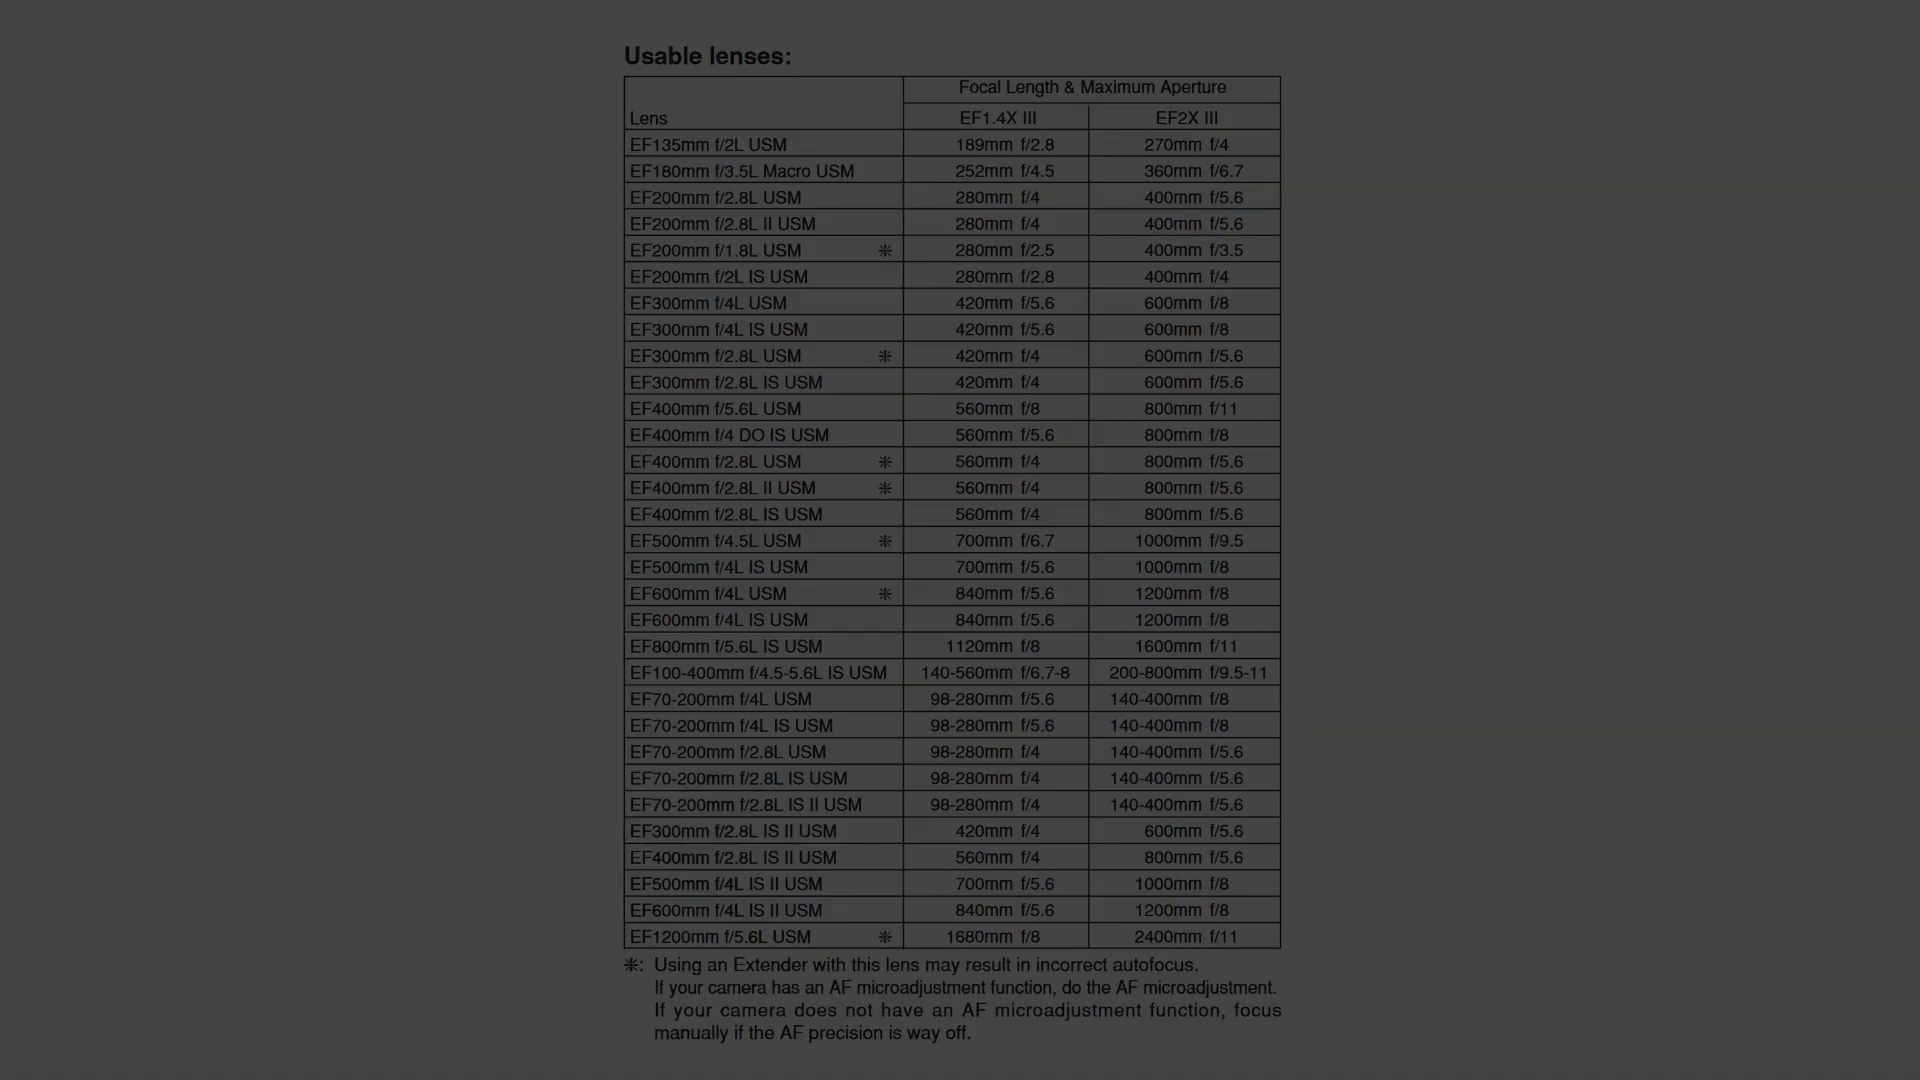 Usable lenses:
Focal Length & Maximum Aperture
Lens EF1.4X III EF2X III
EF135mm f/2L USM 189mm f/2.8 270mm f/4
EF180mm f/3.5L Macro USM 252mm f/4.5 360mm f/6.7
EF200mm f/2.8L USM 280mm f/4 400mm f/5.6
EF200mm f/2.8L II USM 280mm f/4 400mm f/5.6
EF200mm f/1.8L USM ❈ 280mm f/2.5 400mm f/3.5
EF200mm f/2L IS USM 280mm f/2.8 400mm f/4
EF300mm f/4L USM 420mm f/5.6 600mm f/8
EF300mm f/4L IS USM 420mm f/5.6 600mm f/8
EF300mm f/2.8L USM ❈ 420mm f/4 600mm f/5.6
EF300mm f/2.8L IS USM 420mm f/4 600mm f/5.6
EF400mm f/5.6L USM 560mm f/8 800mm f/11
EF400mm f/4 DO IS USM 560mm f/5.6 800mm f/8
EF400mm f/2.8L USM ❈ 560mm f/4 800mm f/5.6
EF400mm f/2.8L II USM ❈ 560mm f/4 800mm f/5.6
EF400mm f/2.8L IS USM 560mm f/4 800mm f/5.6
EF500mm f/4.5L USM ❈ 700mm f/6.7 1000mm f/9.5
EF500mm f/4L IS USM 700mm f/5.6 1000mm f/8
EF600mm f/4L USM ❈ 840mm f/5.6 1200mm f/8
EF600mm f/4L IS USM 840mm f/5.6 1200mm f/8
EF800mm f/5.6L IS USM 1120mm f/8 1600mm f/11
EF100-400mm f/4.5-5.6L IS USM 140-560mm f/6.7-8 200-800mm f/9.5-11
EF70-200mm f/4L USM 98-280mm f/5.6 140-400mm f/8
EF70-200mm f/4L IS USM 98-280mm f/5.6 140-400mm f/8
EF70-200mm f/2.8L USM 98-280mm f/4 140-400mm f/5.6
EF70-200mm f/2.8L IS USM 98-280mm f/4 140-400mm f/5.6
EF70-200mm f/2.8L IS II USM 98-280mm f/4 140-400mm f/5.6
EF300mm f/2.8L IS II USM 420mm f/4 600mm f/5.6
EF400mm f/2.8L IS II USM 560mm f/4 800mm f/5.6
EF500mm f/4L IS II USM 700mm f/5.6 1000mm f/8
EF600mm f/4L IS II USM 840mm f/5.6 1200mm f/8
EF1200mm f/5.6L USM ❈ 1680mm f/8 2400mm f/11
❈: Using an Extender with this lens may result in incorrect autofocus.
If your camera has an AF microadjustment function, do the AF microadjustment.
If your camera does not have an AF microadjustment function, focus
manually if the AF precision is way off.